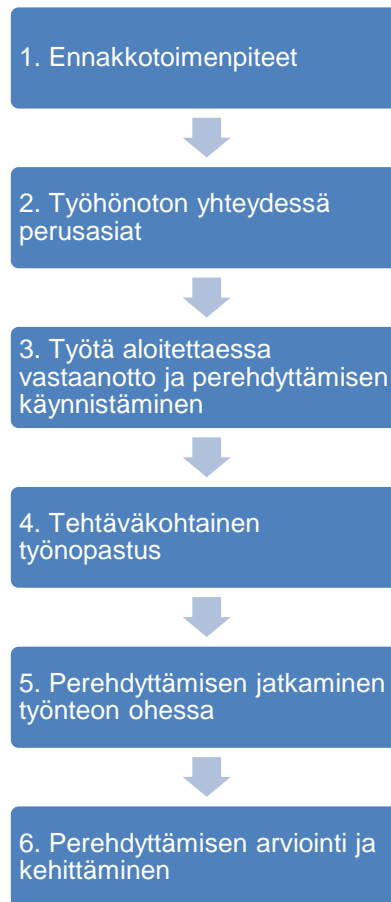 1. Ennakkotoimenpiteet
2. Työhönoton yhteydessä
perusasiat
3. Työtä aloitettaessa
vastaanotto ja perehdyttämisen
käynnistäminen
4. Tehtäväkohtainen
työnopastus
5. Perehdyttämisen jatkaminen
työnteon ohessa
6. Perehdyttämisen arviointi ja
kehittäminen